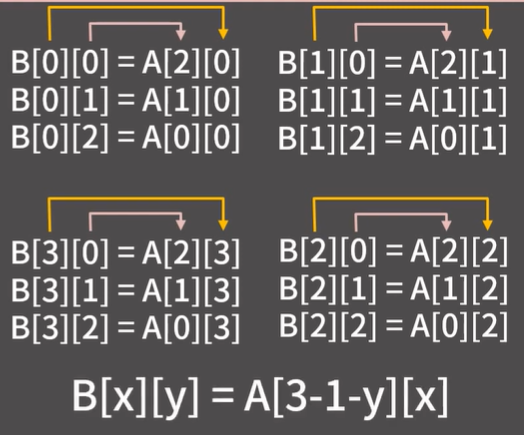 B[0][0] = A[2][0]
B[0][1] = A[1][0]
B[0][2] = A[0][0]
B[1][0] = A[2][1]
B[1][1] = A[1][1]
B[1][2] = A[0][1]
B[3][0] = A[2][3]
B[3][1] = A[1][3]
B[3][2] = A[0][3]
B[2][0] = A[2][2]
B[2][1] = A[1][2]
B[2][2] = A[0][2]
B[x][y] = A[3-1-y][x]